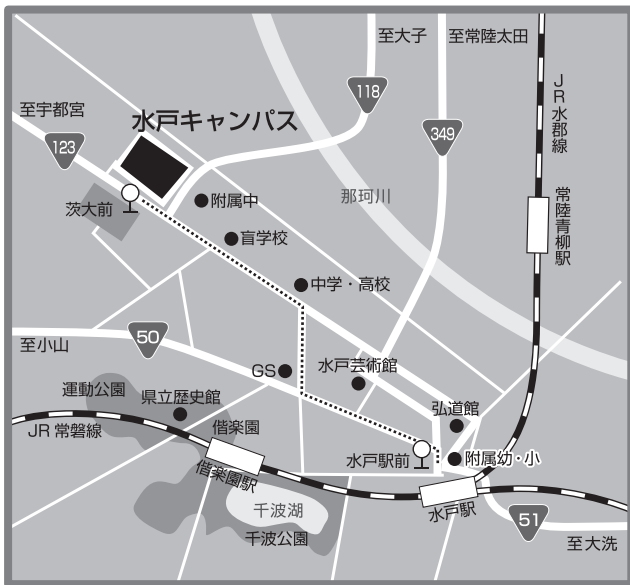 至大子
至常陸太田
118
349
JR水郡線
至宇都宮
水戸キャンパス
123
茨大前
附属中
那珂川
常陸青柳駅
盲学校
中学・高校
50
至小山
GS
水戸芸術館
運動公園
県立歴史館
弘道館
JR常磐線
偕楽園
水戸駅前
附属幼・小
偕楽園駅
千波湖
水戸駅
51
千波公園
至大洗